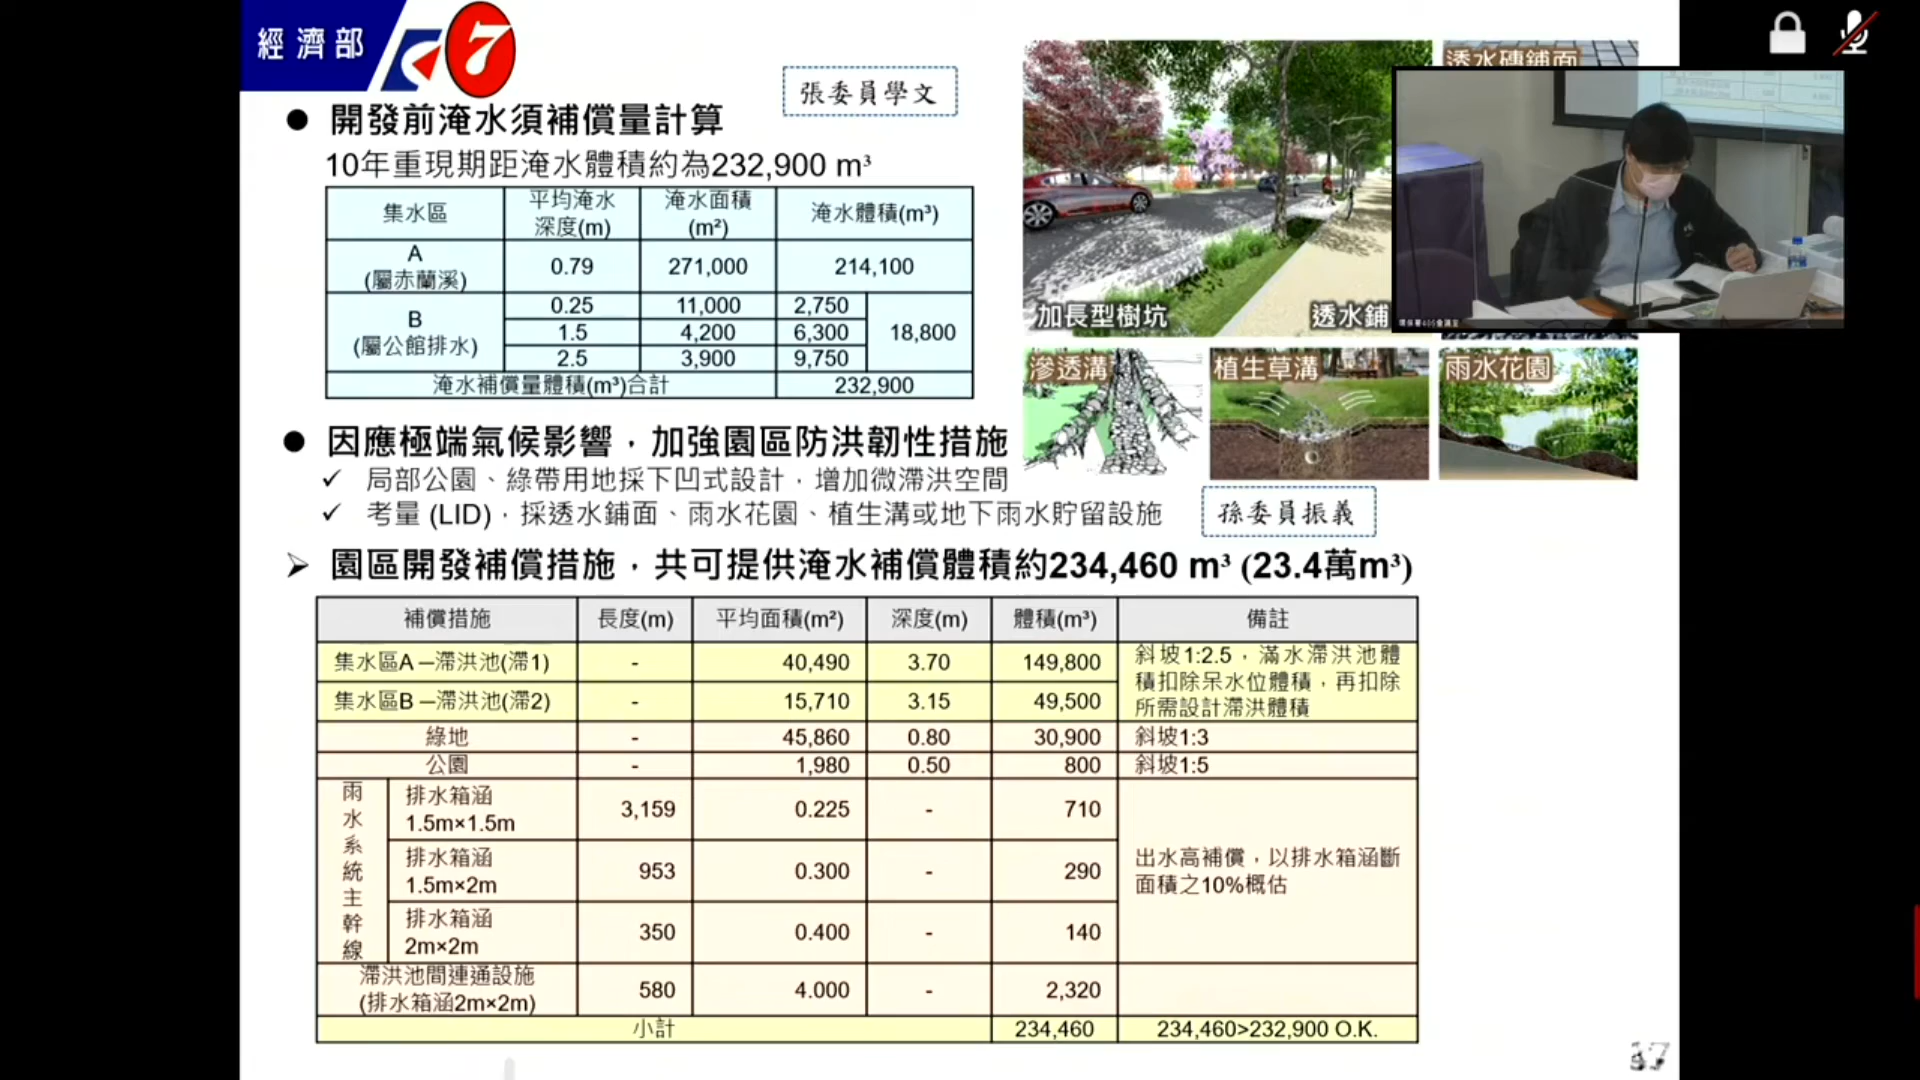 經濟部
7
張委員學文
● 開發前淹水須補償量計算
10年重現期距淹水體積約為232,900 m³
集水區 平均淹水深度(m) 淹水面積(m²) 淹水體積(m³)
A (屬赤蘭溪) 0.79 271,000 214,100
B (屬公館排水) 0.25 11,000 2,750 18,800
1.5 4,200 6,300
2.5 3,900 9,750
淹水補償量體積(m³)合計 232,900
透水磚鋪面
加長型樹坑
透水鋪
滲透溝
植生草溝
雨水花園
● 因應極端氣候影響，加強園區防洪韌性措施
✓ 局部公園、綠帶用地採下凹式設計，增加微滯洪空間
✓ 考量 (LID)，採透水鋪面、雨水花園、植生溝或地下雨水貯留設施
孫委員振義
➢ 園區開發補償措施，共可提供淹水補償體積約234,460 m³ (23.4萬m³)
補償措施 長度(m) 平均面積(m²) 深度(m) 體積(m³) 備註
集水區A－滯洪池(滯1) - 40,490 3.70 149,800 斜坡1:2.5，滿水滯洪池體
積扣除呆水位體積，再扣除
所需設計滯洪體積
集水區B－滯洪池(滯2) - 15,710 3.15 49,500
綠地 - 45,860 0.80 30,900 斜坡1:3
公園 - 1,980 0.50 800 斜坡1:5
雨水系統主幹線
排水箱涵 1.5m×1.5m 3,159 0.225 - 710
排水箱涵 1.5m×2m 953 0.300 - 290
出水高補償，以排水箱涵斷
面積之10%概估
排水箱涵 2m×2m 350 0.400 - 140
滯洪池間連通設施
(排水箱涵2m×2m) 580 4.000 - 2,320
小計 234,460 234,460>232,900 O.K.
37